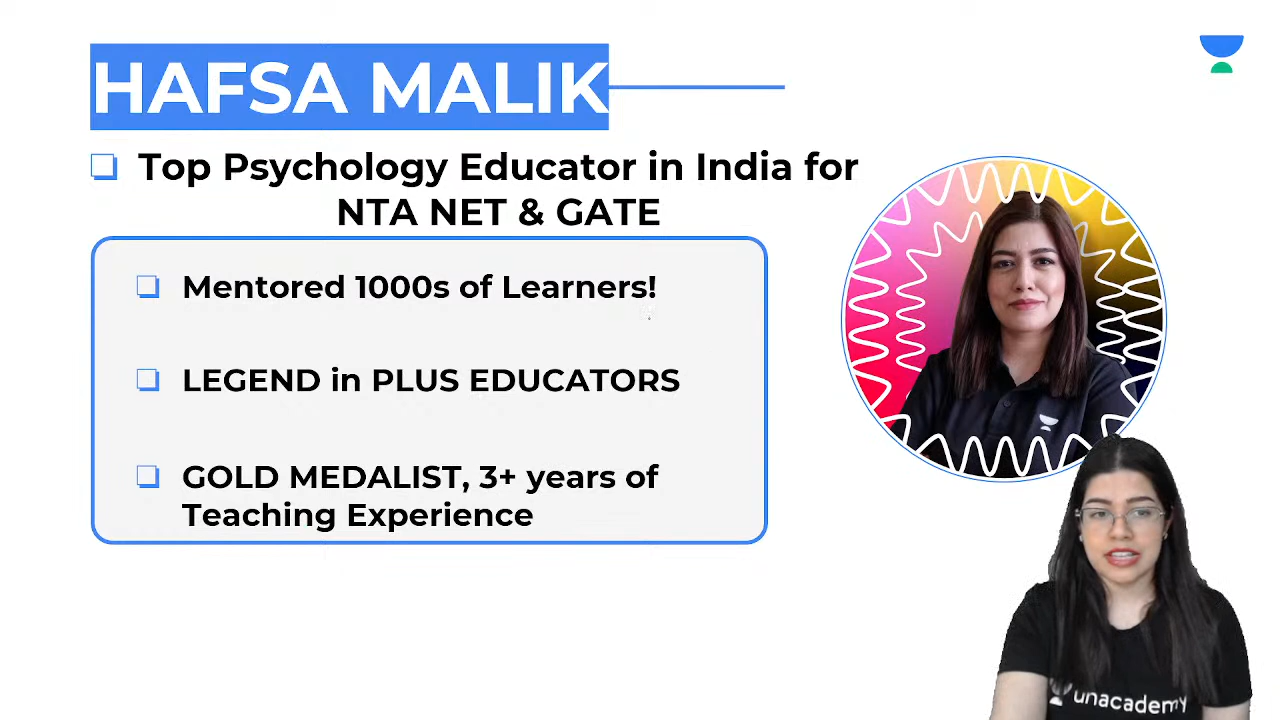 HAFSA MALIK
Top Psychology Educator in India for
NTA NET & GATE
Mentored 1000s of Learners!
LEGEND in PLUS EDUCATORS
GOLD MEDALIST, 3+ years of
Teaching Experience
unacademy